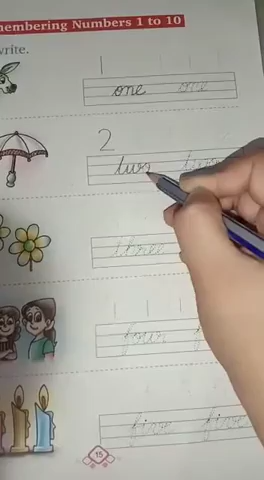 membering Numbers 1 to 10
write.
1
one one
2
two two
three
four
five five
15